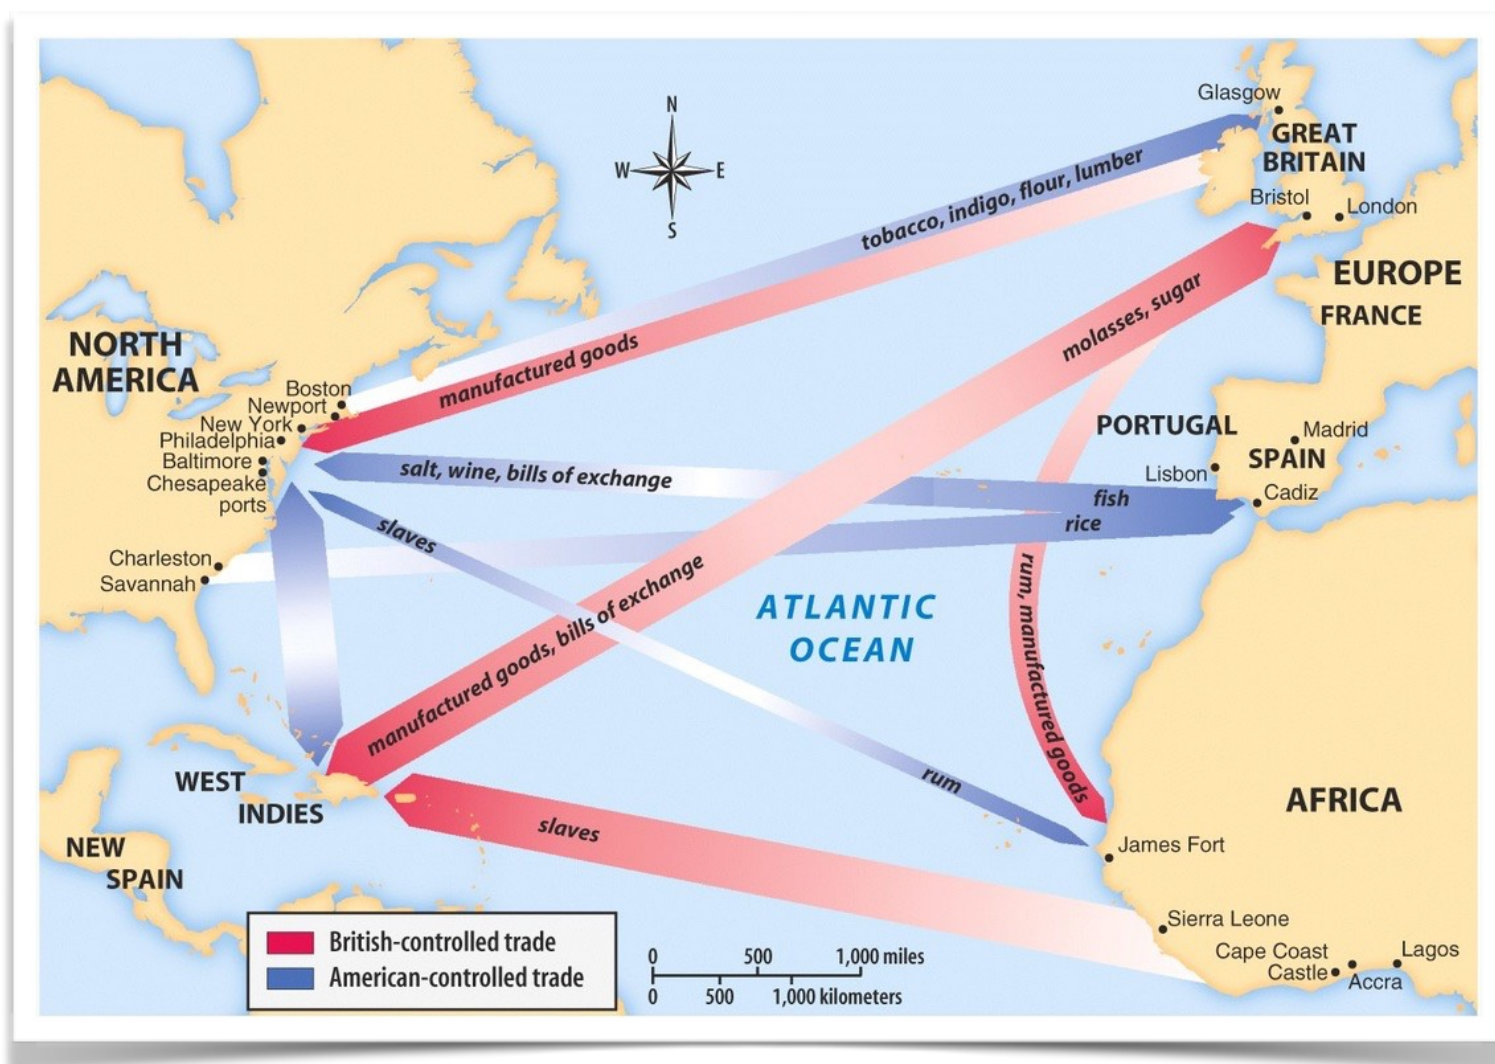 Glasgow
GREAT
BRITAIN
Bristol
London
EUROPE
FRANCE
N
W
E
S
tobacco, indigo, flour, lumber
manufactured goods
molasses, sugar
NORTH
AMERICA
Boston
Newport
New York
Philadelphia
Baltimore
Chesapeake
ports
Charleston
Savannah
salt, wine, bills of exchange
fish
rice
PORTUGAL
Madrid
SPAIN
Lisbon
Cadiz
slaves
manufactured goods, bills of exchange
rum, manufactured goods
ATLANTIC
OCEAN
rum
slaves
WEST
INDIES
NEW
SPAIN
AFRICA
James Fort
Sierra Leone
Cape Coast
Castle
Accra
Lagos
British-controlled trade
American-controlled trade
0 500 1,000 miles
0 500 1,000 kilometers